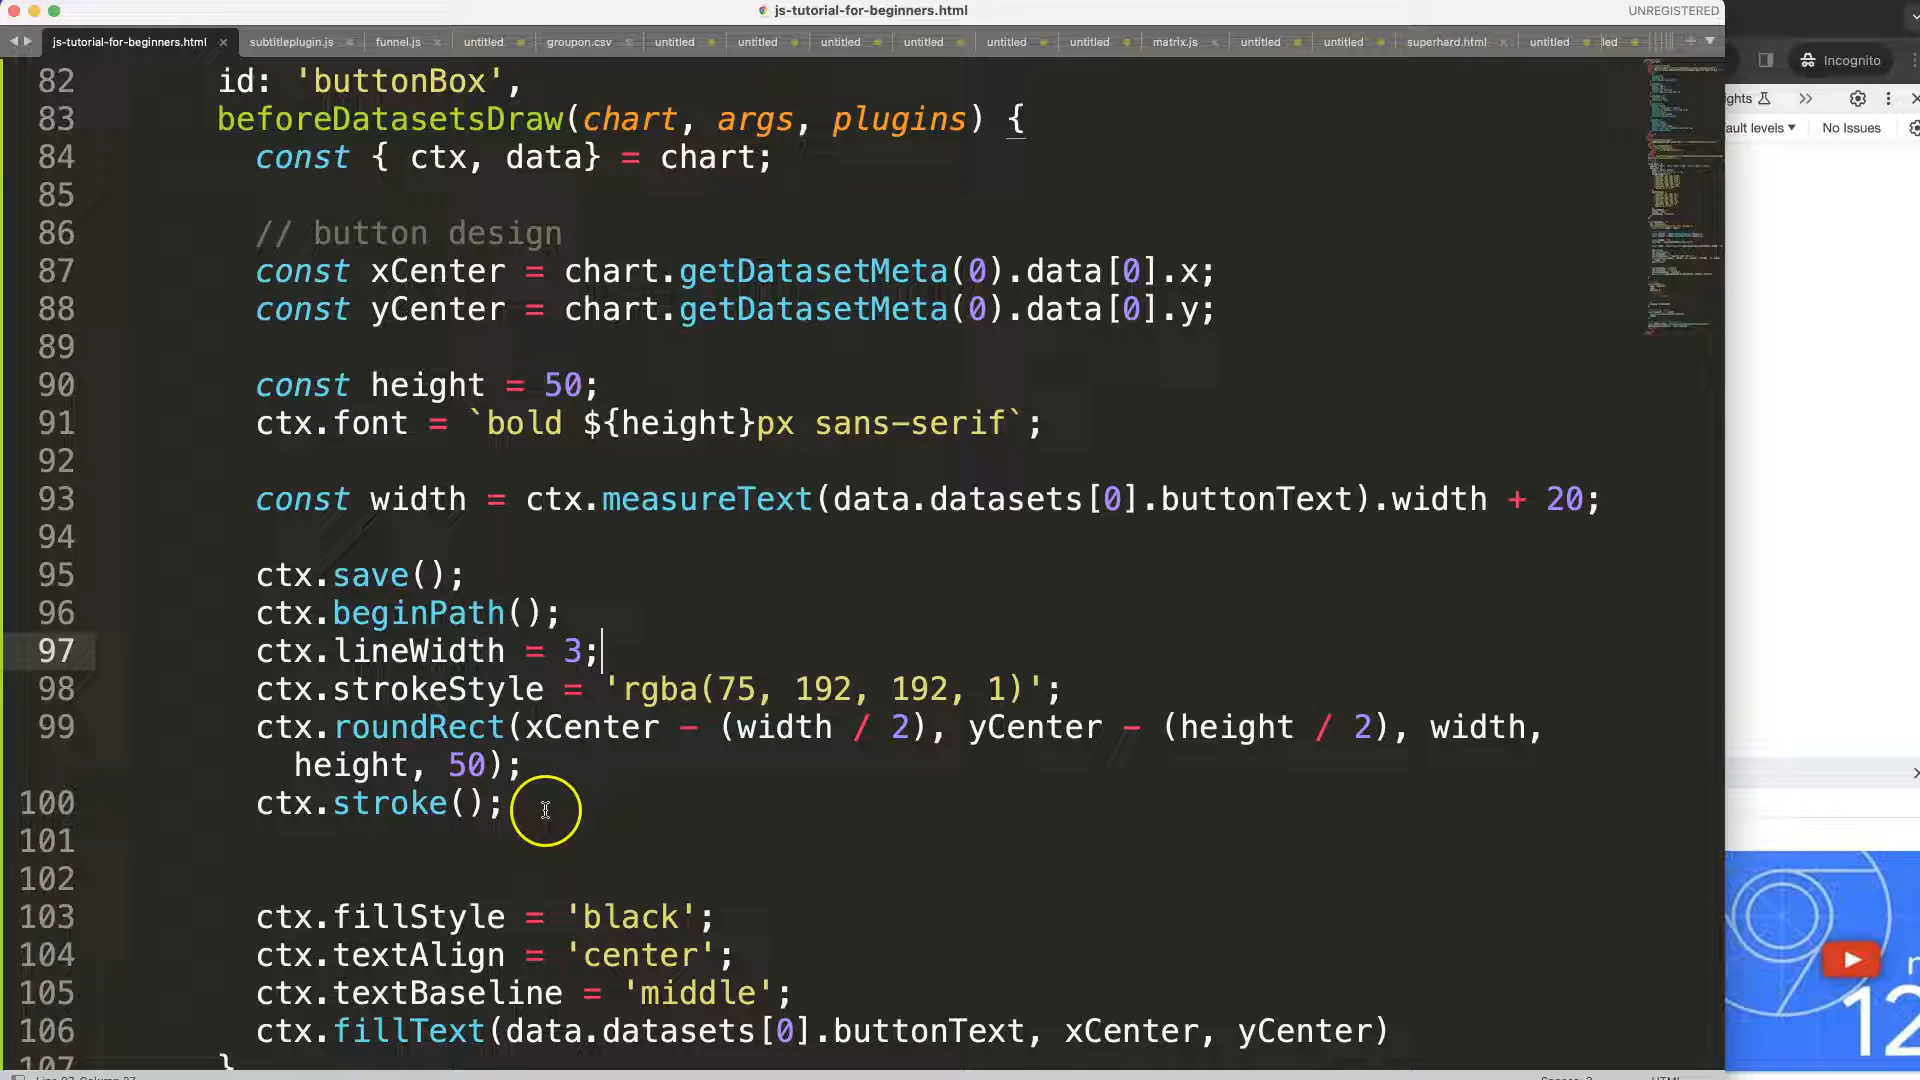 js-tutorial-for-beginners.html
UNREGISTERED
js-tutorial-for-beginners.html × subtitleplugin.js funnel.js untitled groupon.csv untitled untitled untitled untitled untitled untitled matrix.js untitled untitled superhard.html untitled led
Incognito
ights
ault levels No Issues
82 id: 'buttonBox',
83 beforeDatasetsDraw(chart, args, plugins) {
84 const { ctx, data} = chart;
85
86 // button design
87 const xCenter = chart.getDatasetMeta(0).data[0].x;
88 const yCenter = chart.getDatasetMeta(0).data[0].y;
89
90 const height = 50;
91 ctx.font = `bold ${height}px sans-serif`;
92
93 const width = ctx.measureText(data.datasets[0].buttonText).width + 20;
94
95 ctx.save();
96 ctx.beginPath();
97 ctx.lineWidth = 3;
98 ctx.strokeStyle = 'rgba(75, 192, 192, 1)';
99 ctx.roundRect(xCenter - (width / 2), yCenter - (height / 2), width,
height, 50);
100 ctx.stroke();
101
102
103 ctx.fillStyle = 'black';
104 ctx.textAlign = 'center';
105 ctx.textBaseline = 'middle';
106 ctx.fillText(data.datasets[0].buttonText, xCenter, yCenter)
107 }
12